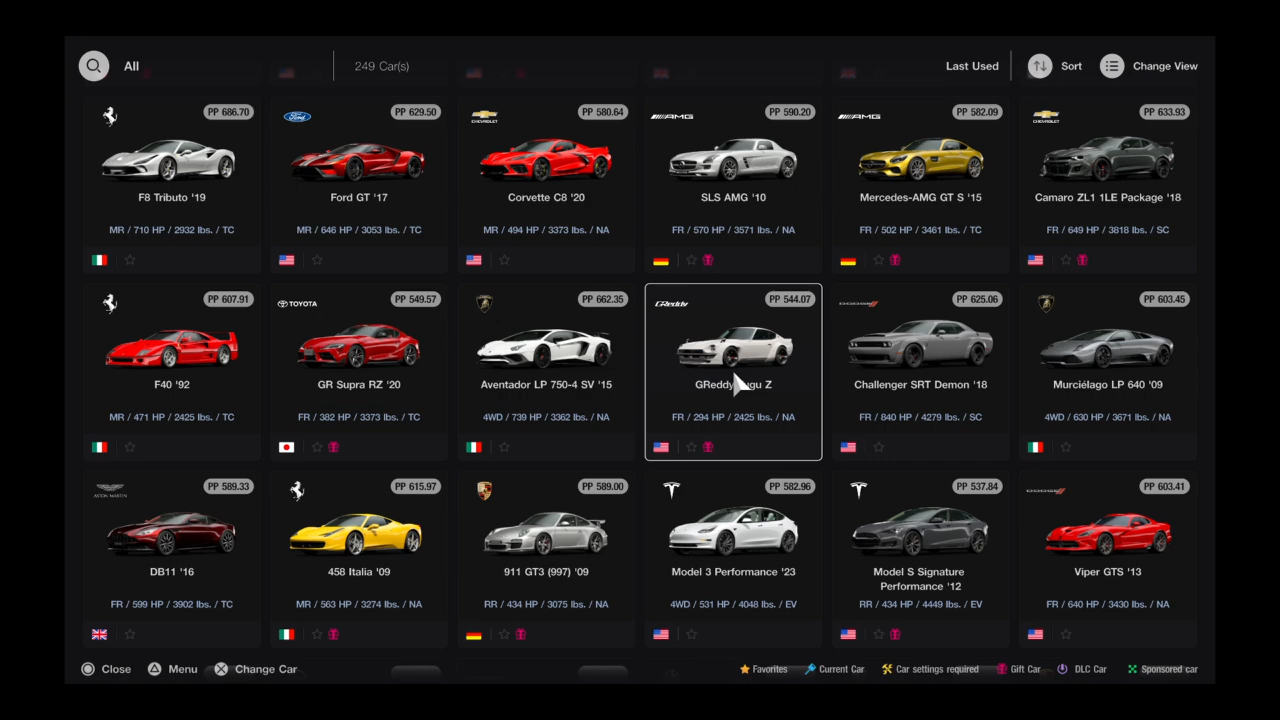 All
249 Car(s)
Last Used
Sort
Change View
PP 686.70
F8 Tributo '19
MR / 710 HP / 2932 lbs. / TC
Ford
PP 629.50
Ford GT '17
MR / 646 HP / 3053 lbs. / TC
CHEVROLET
PP 580.64
Corvette C8 '20
MR / 494 HP / 3373 lbs. / NA
AMG
PP 590.20
SLS AMG '10
FR / 570 HP / 3571 lbs. / NA
AMG
PP 582.09
Mercedes-AMG GT S '15
FR / 502 HP / 3461 lbs. / TC
CHEVROLET
PP 633.93
Camaro ZL1 1LE Package '18
FR / 649 HP / 3818 lbs. / SC
PP 607.91
F40 '92
MR / 471 HP / 2425 lbs. / TC
TOYOTA
PP 549.57
GR Supra RZ '20
FR / 382 HP / 3373 lbs. / TC
PP 662.35
Aventador LP 750-4 SV '15
4WD / 739 HP / 3362 lbs. / NA
GReddy
PP 544.07
GReddy Z
FR / 294 HP / 2425 lbs. / NA
DODGE
PP 625.06
Challenger SRT Demon '18
FR / 840 HP / 4279 lbs. / SC
PP 603.45
Murciélago LP 640 '09
4WD / 630 HP / 3671 lbs. / NA
ASTON MARTIN
PP 589.33
DB11 '16
FR / 599 HP / 3902 lbs. / TC
PP 615.97
458 Italia '09
MR / 563 HP / 3274 lbs. / NA
PP 589.00
911 GT3 (997) '09
RR / 434 HP / 3075 lbs. / NA
PP 582.96
Model 3 Performance '23
4WD / 531 HP / 4048 lbs. / EV
PP 537.84
Model S Signature
Performance '12
RR / 434 HP / 4449 lbs. / EV
DODGE
PP 603.41
Viper GTS '13
FR / 640 HP / 3430 lbs. / NA
Close
Menu
Change Car
Favorites
Current Car
Car settings required
Gift Car
DLC Car
Sponsored car